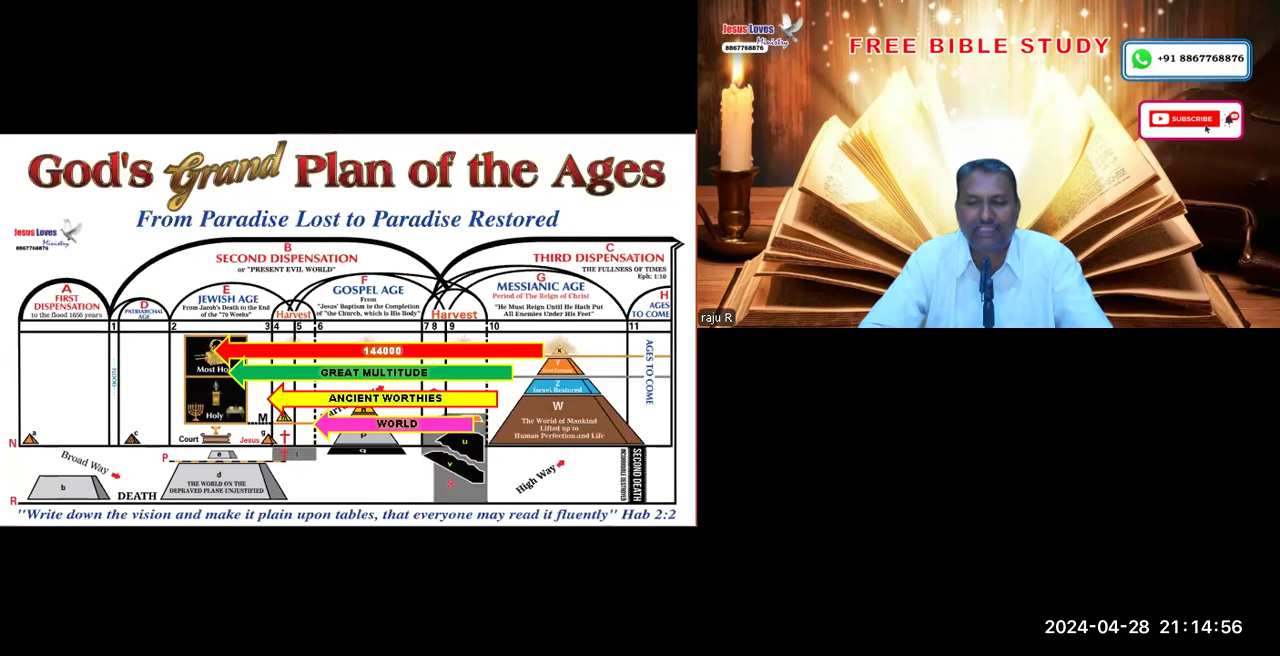 God's Grand Plan of the Ages
From Paradise Lost to Paradise Restored
Jesus Loves
Ministry
8867768876
A
FIRST
DISPENSATION
to the flood 1656 years
B
SECOND DISPENSATION
or "PRESENT EVIL WORLD"
C
THIRD DISPENSATION
THE FULLNESS OF TIMES
Eph: 1:10
D
PATRIARCHAL
AGE
E
JEWISH AGE
From Jacob's Death to the End
of the "70 Weeks"
Harvest
F
GOSPEL AGE
From
"Jesus' Baptism to the Completion
of "the Church, which is His Body"
Harvest
G
MESSIANIC AGE
Period of The Reign of Christ
"He Must Reign Until He Hath Put
All Enemies Under His Feet"
H
AGES
TO COME
1 2 3 4 5 6 7 8 9 10 11
FLOOD
Most Ho
144000
GREAT MULTITUDE
ANCIENT WORTHIES
WORLD
Holy
M
Court
Jesus
g
a
c
N
x
Y
Z
Israel Restored
W
The World of Mankind
Lifted up to
Human Perfection and Life
AGES TO COME
p
q
u
v
S
e
i
P
Broad Way
b
DEATH
d
THE WORLD ON THE
DEPRAVED PLANE UNJUSTIFIED
High Way
SECOND DEATH
R
"Write down the vision and make it plain upon tables, that everyone may read it fluently" Hab 2:2
Jesus Loves
Ministry
8867768876
FREE BIBLE STUDY
+91 8867768876
SUBSCRIBE
raju R
2024-04-28 21:14:56